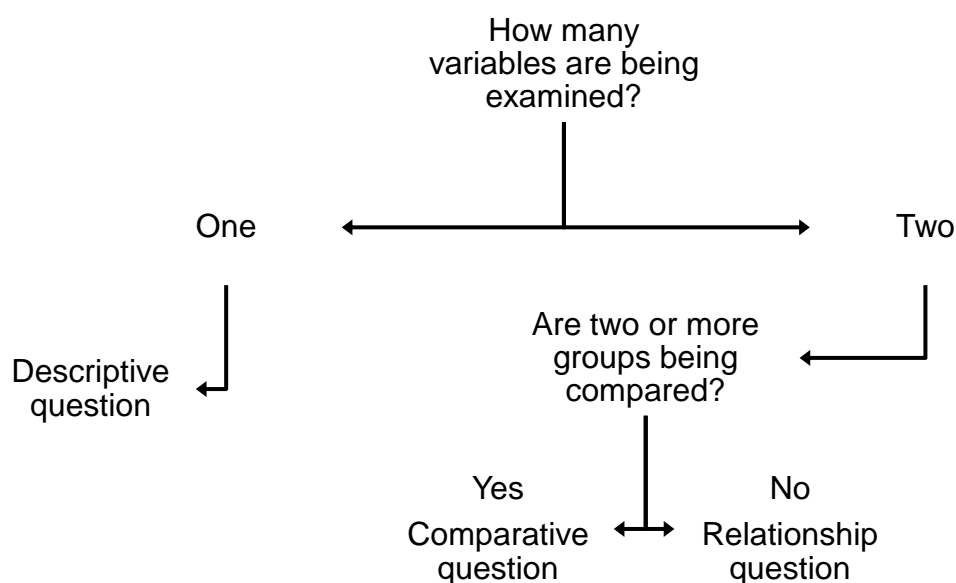 How many
variables are being
examined?
One
Two
Are two or more
groups being
compared?
Descriptive
question
Yes
No
Comparative
question
Relationship
question